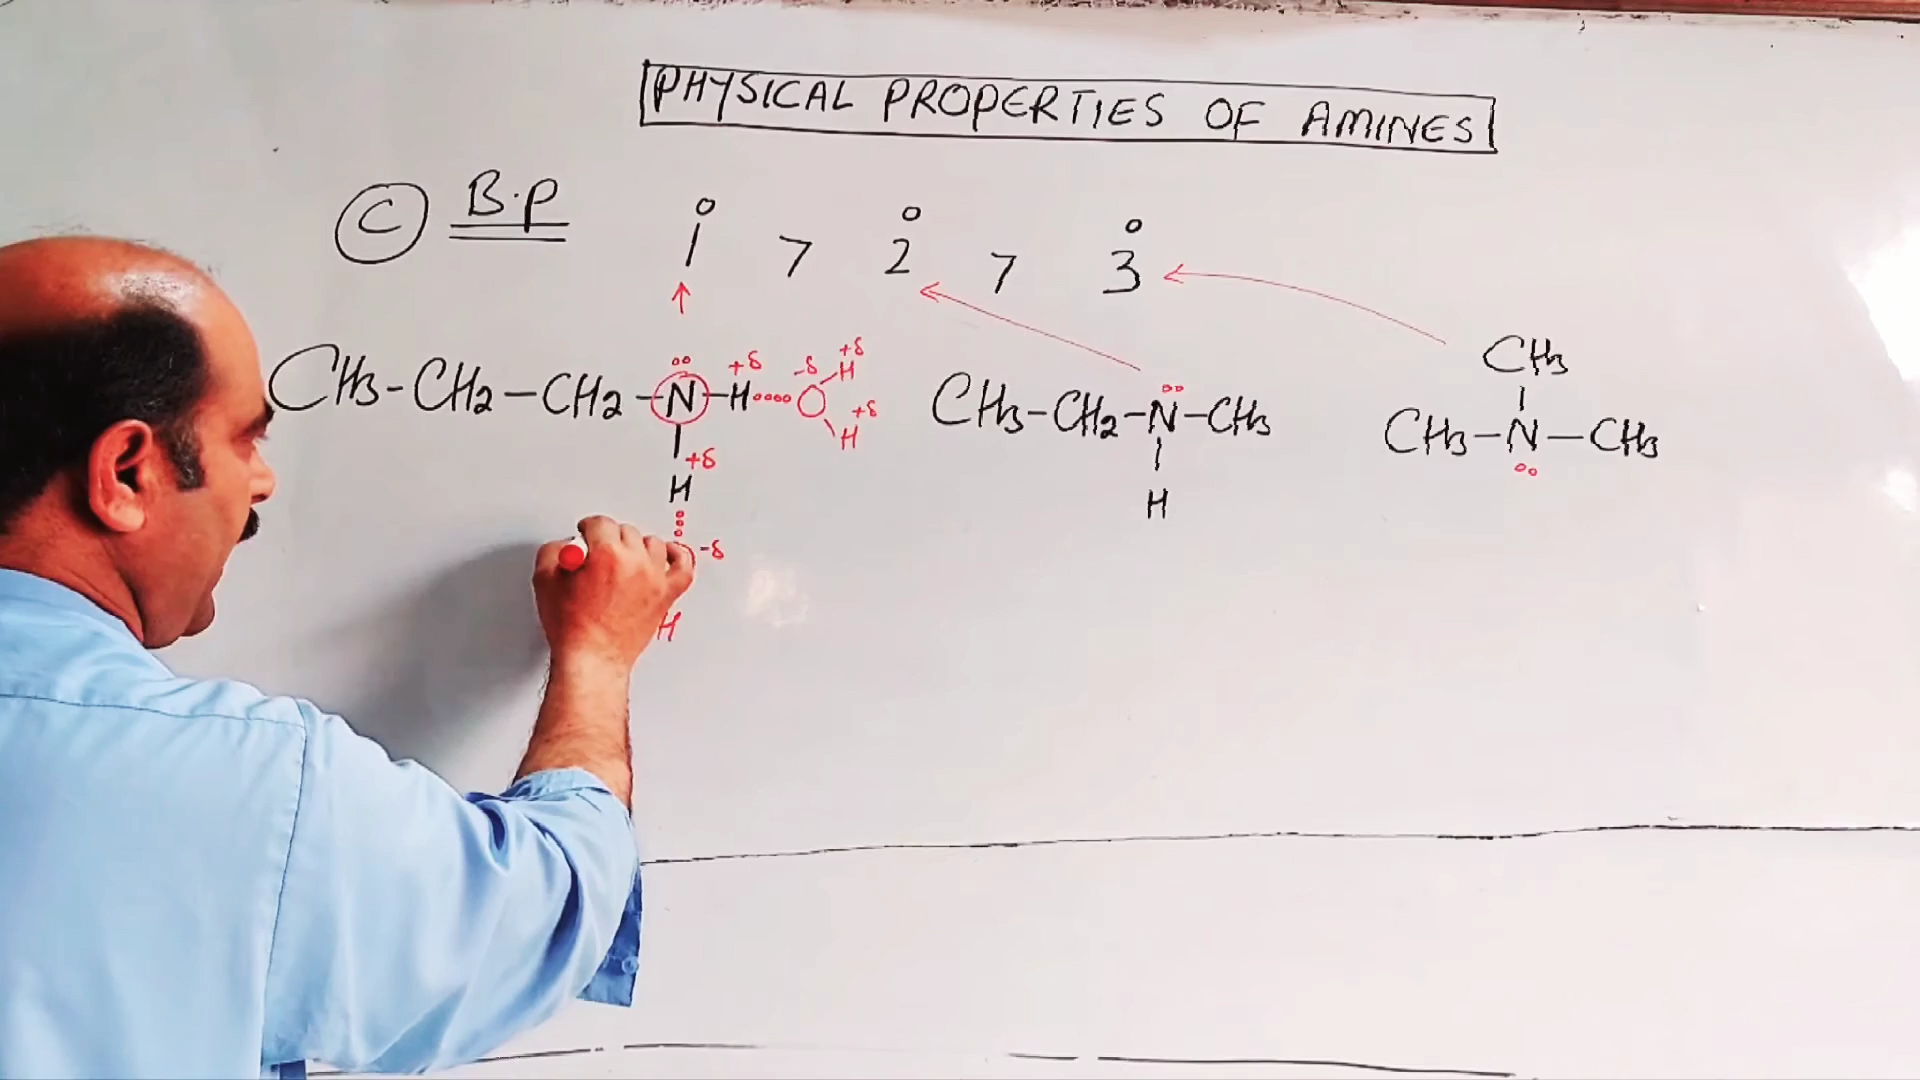 PHYSICAL PROPERTIES OF AMINES
C B.P 1° > 2° > 3°
CH3-CH2-CH2-N-H
H
+δ -δ +δ
O H
+δ
H
+δ
-δ
H
CH3-CH2-N-CH3
H
CH3
CH3-N-CH3